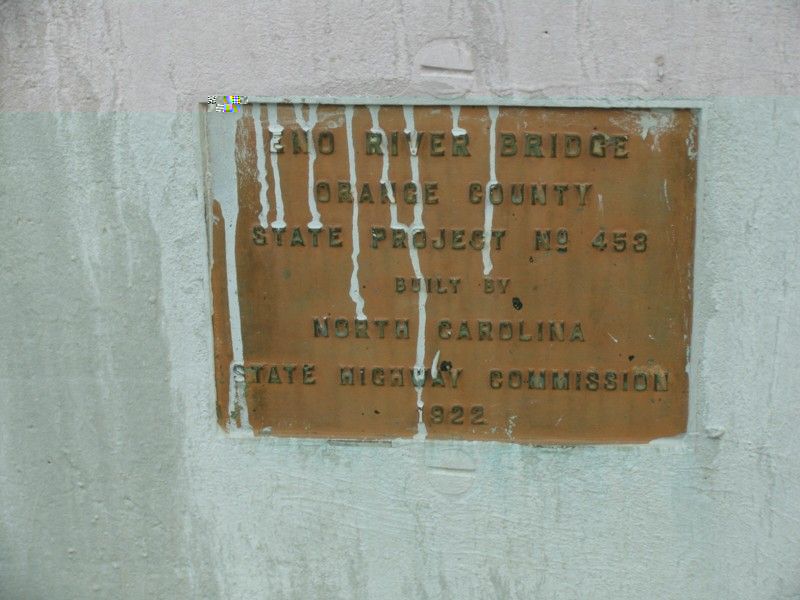 ENO RIVER BRIDGE
ORANGE COUNTY
STATE PROJECT Nº 453
BUILT BY
NORTH CAROLINA
STATE HIGHWAY COMMISSION
1922